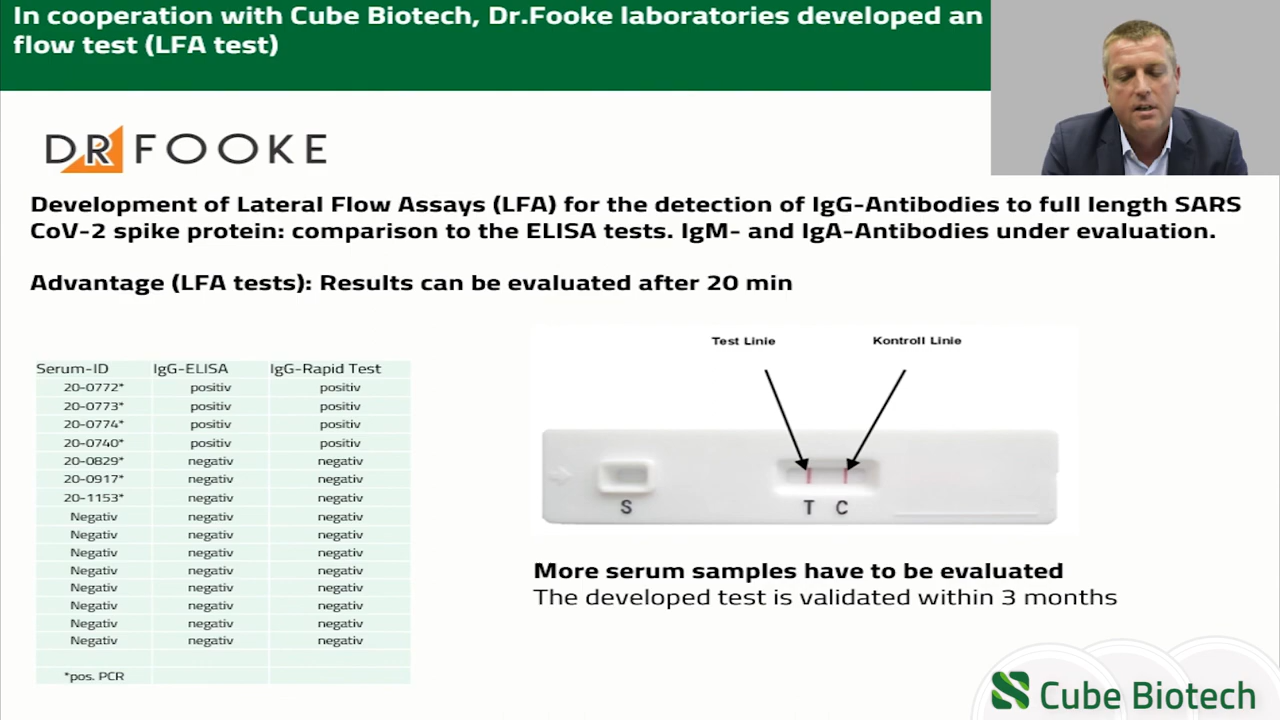 In cooperation with Cube Biotech, Dr.Fooke laboratories developed an
flow test (LFA test)
DR FOOKE
Development of Lateral Flow Assays (LFA) for the detection of IgG-Antibodies to full length SARS
CoV-2 spike protein: comparison to the ELISA tests. IgM- and IgA-Antibodies under evaluation.
Advantage (LFA tests): Results can be evaluated after 20 min
Serum-ID IgG-ELISA IgG-Rapid Test
20-0772* positiv positiv
20-0773* positiv positiv
20-0774* positiv positiv
20-0740* positiv positiv
20-0829* negativ negativ
20-0917* negativ negativ
20-1153* negativ negativ
Negativ negativ negativ
Negativ negativ negativ
Negativ negativ negativ
Negativ negativ negativ
Negativ negativ negativ
Negativ negativ negativ
Negativ negativ negativ
Negativ negativ negativ
*pos. PCR
Test Linie Kontroll Linie
S T C
More serum samples have to be evaluated
The developed test is validated within 3 months
Cube Biotech